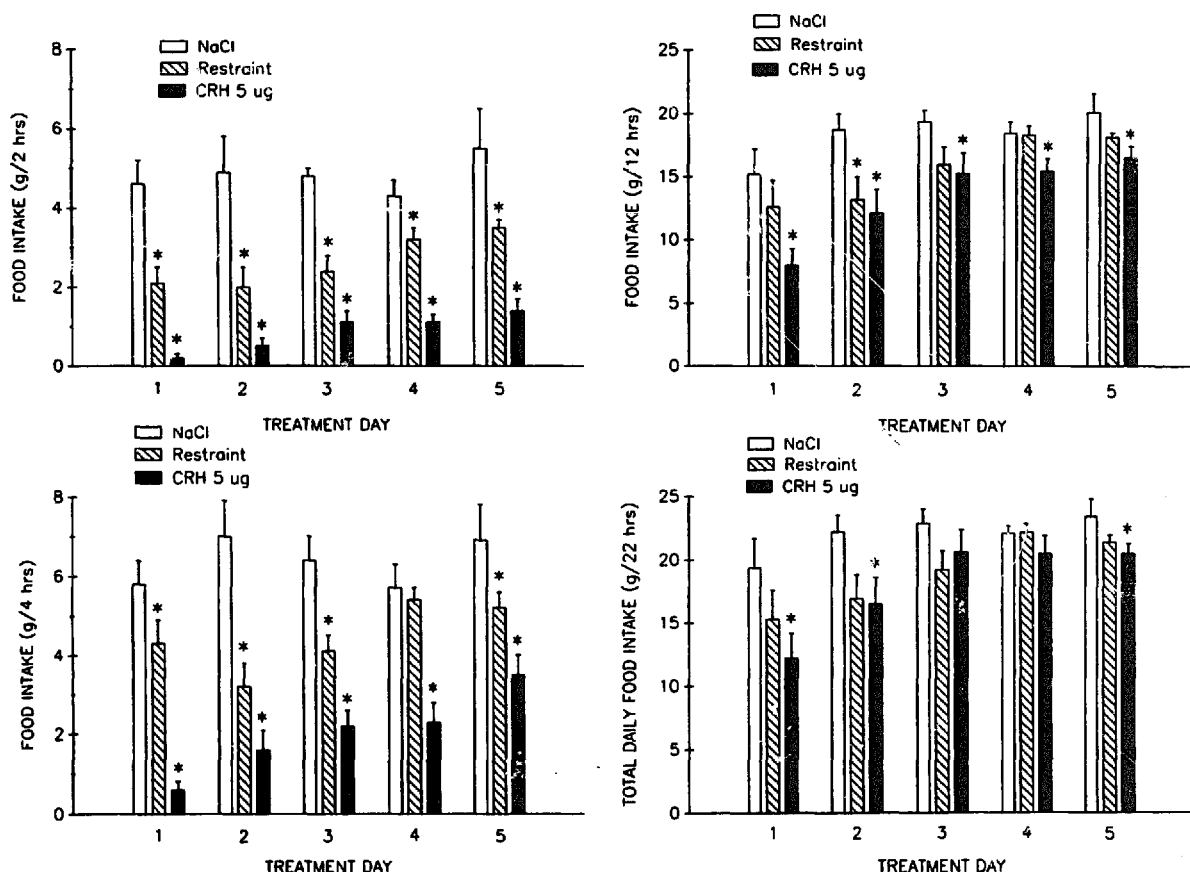 NaCl
Restraint
CRH 5 ug
FOOD INTAKE (g/2 hrs)
8
6
4
2
0
* * * * * * * * * *
1 2 3 4 5
TREATMENT DAY
NaCl
Restraint
CRH 5 ug
FOOD INTAKE (g/12 hrs)
25
20
15
10
5
0
* * * * * *
1 2 3 4 5
TREATMENT DAY
NaCl
Restraint
CRH 5 ug
FOOD INTAKE (g/4 hrs)
8
6
4
2
0
* * * * * * * * *
1 2 3 4 5
TREATMENT DAY
NaCl
Restraint
CRH 5 ug
TOTAL DAILY FOOD INTAKE (g/22 hrs)
25
20
15
10
5
0
* * *
1 2 3 4 5
TREATMENT DAY